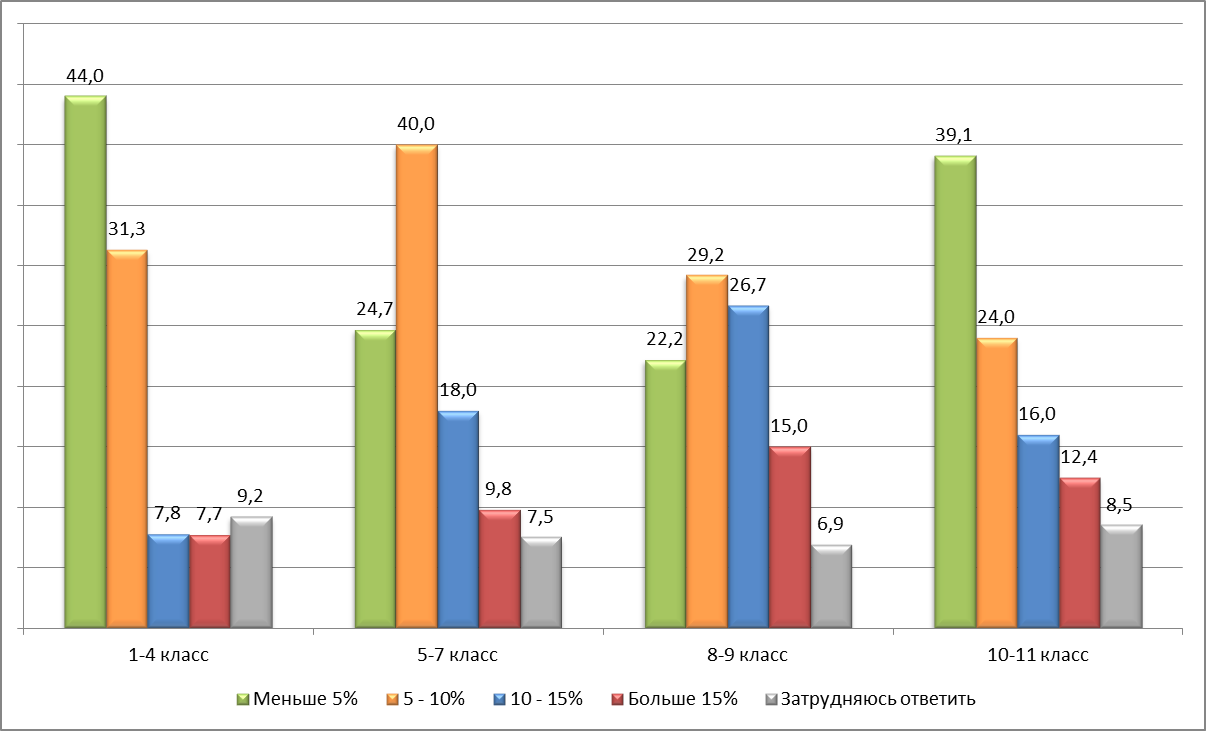 44,0
31,3
7,8
7,7
9,2
24,7
40,0
18,0
9,8
7,5
22,2
29,2
26,7
15,0
6,9
39,1
24,0
16,0
12,4
8,5
1-4 класс
5-7 класс
8-9 класс
10-11 класс
Меньше 5%
5 - 10%
10 - 15%
Больше 15%
Затрудняюсь ответить